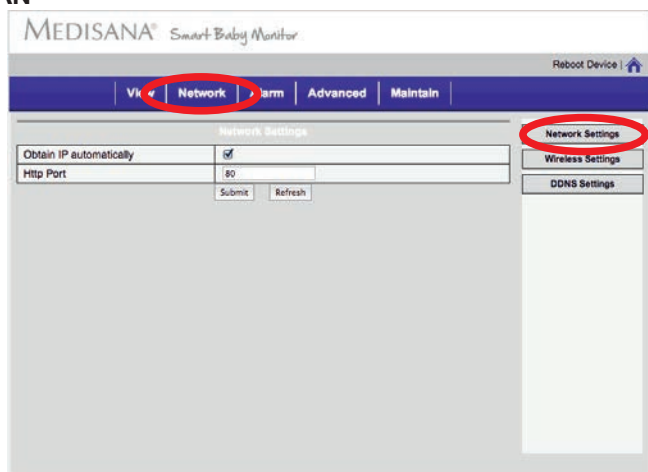 MEDISANA® Smart Baby Monitor
Reboot Device |
Network Alarm Advanced Maintain
Network Settings
Network Settings
Obtain IP automatically
Http Port 80
Submit Refresh
Wireless Settings
DDNS Settings